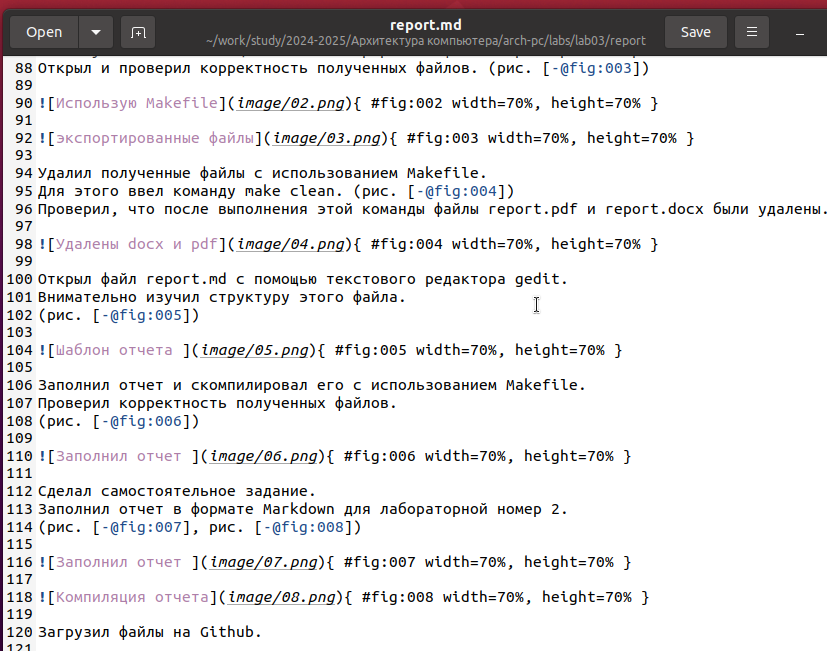 Open
report.md
~/work/study/2024-2025/Архитектура компьютера/arch-pc/labs/lab03/report
Save
88 Открыл и проверил корректность полученных файлов. (рис. [-@fig:003])
89
90 ![Использую Makefile](image/02.png){ #fig:002 width=70%, height=70% }
91
92 ![экспортированные файлы](image/03.png){ #fig:003 width=70%, height=70% }
93
94 Удалил полученные файлы с использованием Makefile.
95 Для этого ввел команду make clean. (рис. [-@fig:004])
96 Проверил, что после выполнения этой команды файлы report.pdf и report.docx были удалены.
97
98 ![Удалены docx и pdf](image/04.png){ #fig:004 width=70%, height=70% }
99
100 Открыл файл report.md с помощью текстового редактора gedit.
101 Внимательно изучил структуру этого файла.
102 (рис. [-@fig:005])
103
104 ![Шаблон отчета ](image/05.png){ #fig:005 width=70%, height=70% }
105
106 Заполнил отчет и скомпилировал его с использованием Makefile.
107 Проверил корректность полученных файлов.
108 (рис. [-@fig:006])
109
110 ![Заполнил отчет ](image/06.png){ #fig:006 width=70%, height=70% }
111
112 Сделал самостоятельное задание.
113 Заполнил отчет в формате Markdown для лабораторной номер 2.
114 (рис. [-@fig:007], рис. [-@fig:008])
115
116 ![Заполнил отчет ](image/07.png){ #fig:007 width=70%, height=70% }
117
118 ![Компиляция отчета](image/08.png){ #fig:008 width=70%, height=70% }
119
120 Загрузил файлы на Github.
121